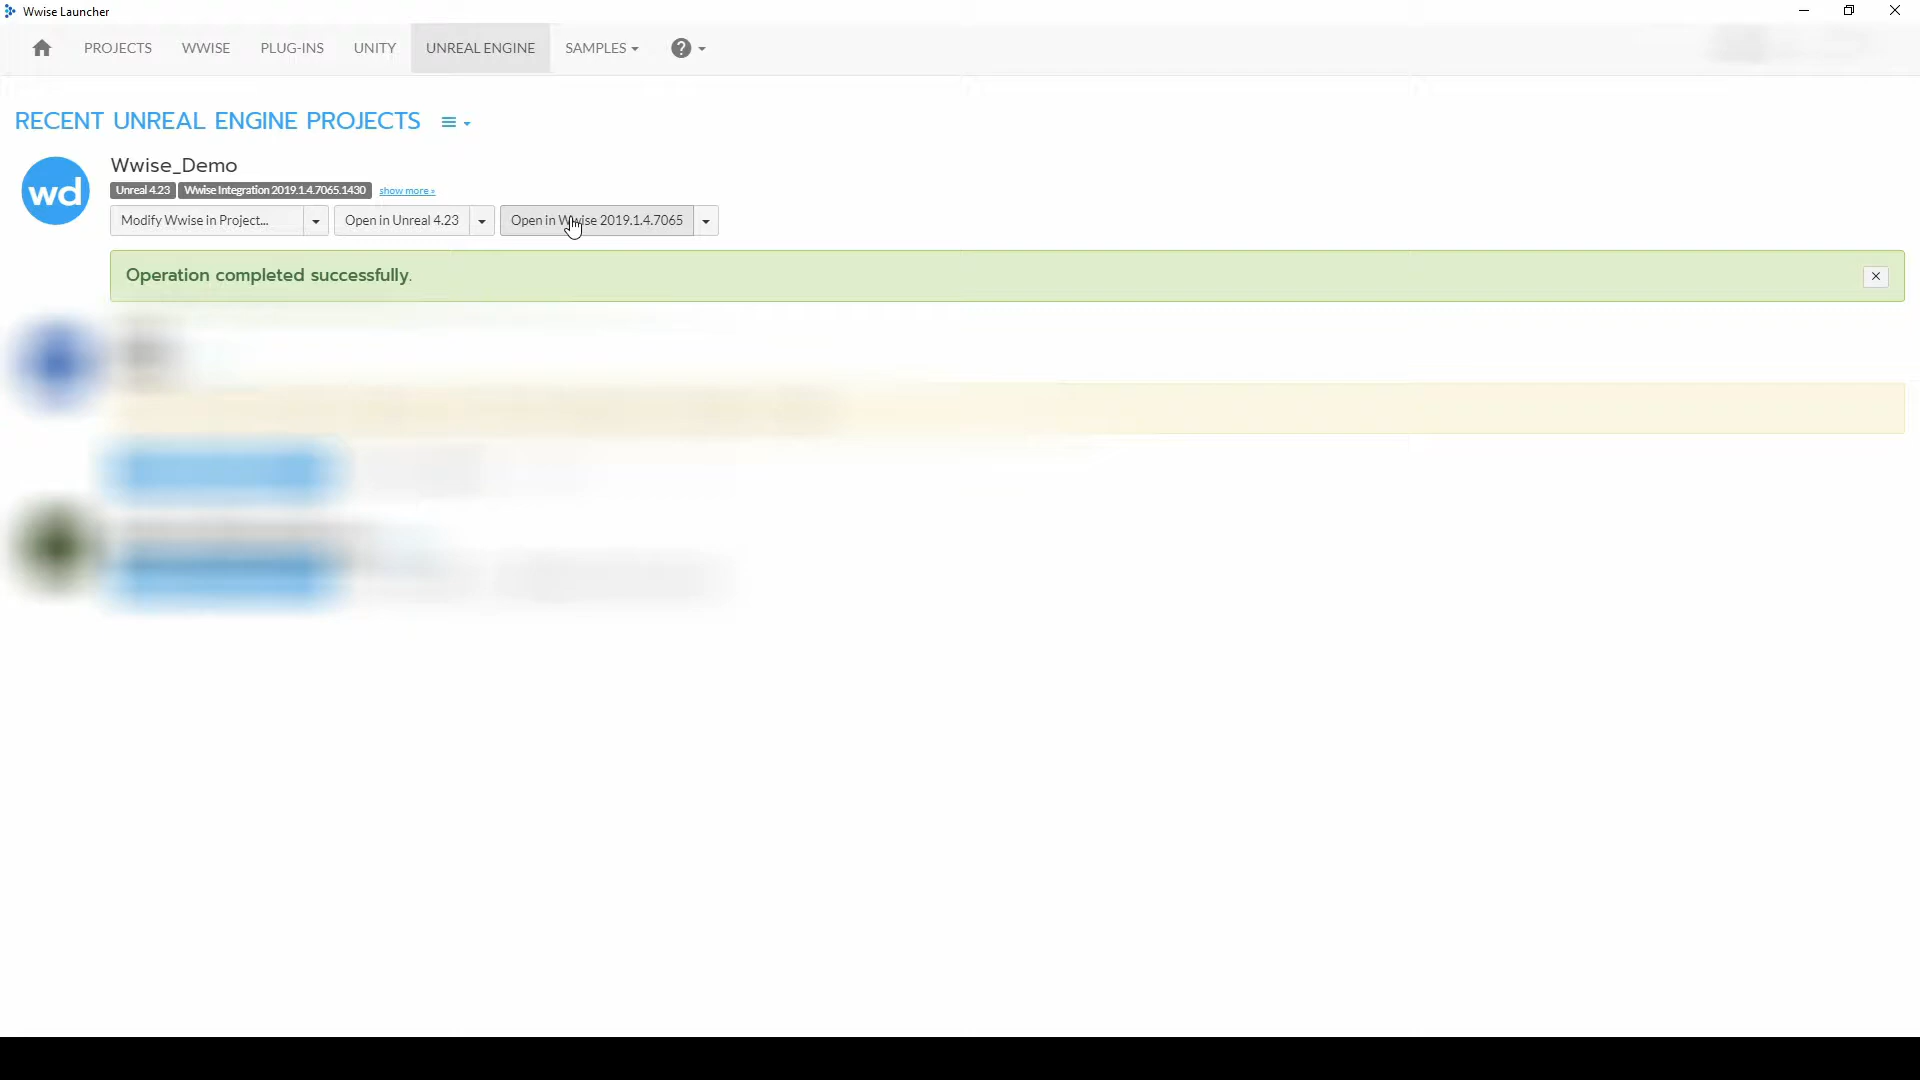 Wwise Launcher
PROJECTS WWISE PLUG-INS UNITY UNREAL ENGINE SAMPLES ?
RECENT UNREAL ENGINE PROJECTS
wd
Wwise_Demo
Unreal 4.23 Wwise Integration 2019.1.4.7065.1430 show more »
Modify Wwise in Project... Open in Unreal 4.23 Open in Wwise 2019.1.4.7065
Operation completed successfully.